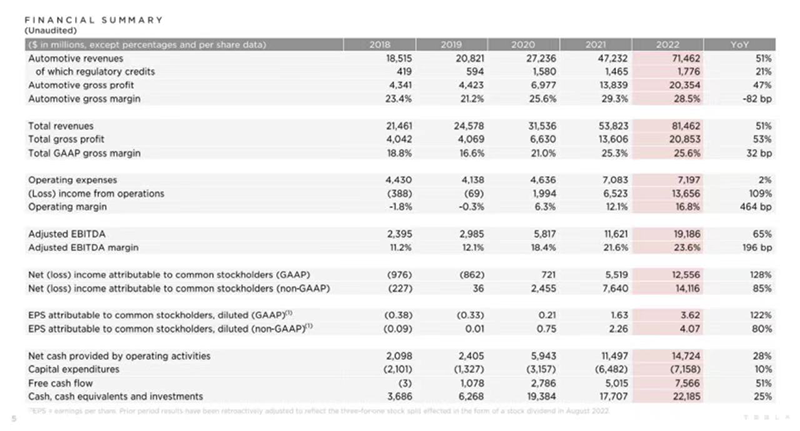 FINANCIAL SUMMARY
(Unaudited)
($ in millions, except percentages and per share data) 2018 2019 2020 2021 2022 YoY
Automotive revenues 18,515 20,821 27,236 47,232 71,462 51%
of which regulatory credits 419 594 1,580 1,465 1,776 21%
Automotive gross profit 4,341 4,423 6,977 13,839 20,354 47%
Automotive gross margin 23.4% 21.2% 25.6% 29.3% 28.5% -82 bp
Total revenues 21,461 24,578 31,536 53,823 81,462 51%
Total gross profit 4,042 4,069 6,630 13,606 20,853 53%
Total GAAP gross margin 18.8% 16.6% 21.0% 25.3% 25.6% 32 bp
Operating expenses 4,430 4,138 4,636 7,083 7,197 2%
(Loss) income from operations (388) (69) 1,994 6,523 13,656 109%
Operating margin -1.8% -0.3% 6.3% 12.1% 16.8% 464 bp
Adjusted EBITDA 2,395 2,985 5,817 11,621 19,186 65%
Adjusted EBITDA margin 11.2% 12.1% 18.4% 21.6% 23.6% 196 bp
Net (loss) income attributable to common stockholders (GAAP) (976) (862) 721 5,519 12,556 128%
Net (loss) income attributable to common stockholders (non-GAAP) (227) 36 2,455 7,640 14,116 85%
EPS attributable to common stockholders, diluted (GAAP)(1) (0.38) (0.33) 0.21 1.63 3.62 122%
EPS attributable to common stockholders, diluted (non-GAAP)(1) (0.09) 0.01 0.75 2.26 4.07 80%
Net cash provided by operating activities 2,098 2,405 5,943 11,497 14,724 28%
Capital expenditures (2,101) (1,327) (3,157) (6,482) (7,158) 10%
Free cash flow (3) 1,078 2,786 5,015 7,566 51%
Cash, cash equivalents and investments 3,686 6,268 19,384 17,707 22,185 25%
(1)EPS = earnings per share. Prior period results have been retroactively adjusted to reflect the three-for-one stock split effected in the form of a stock dividend in August 2022.
5 TESLA